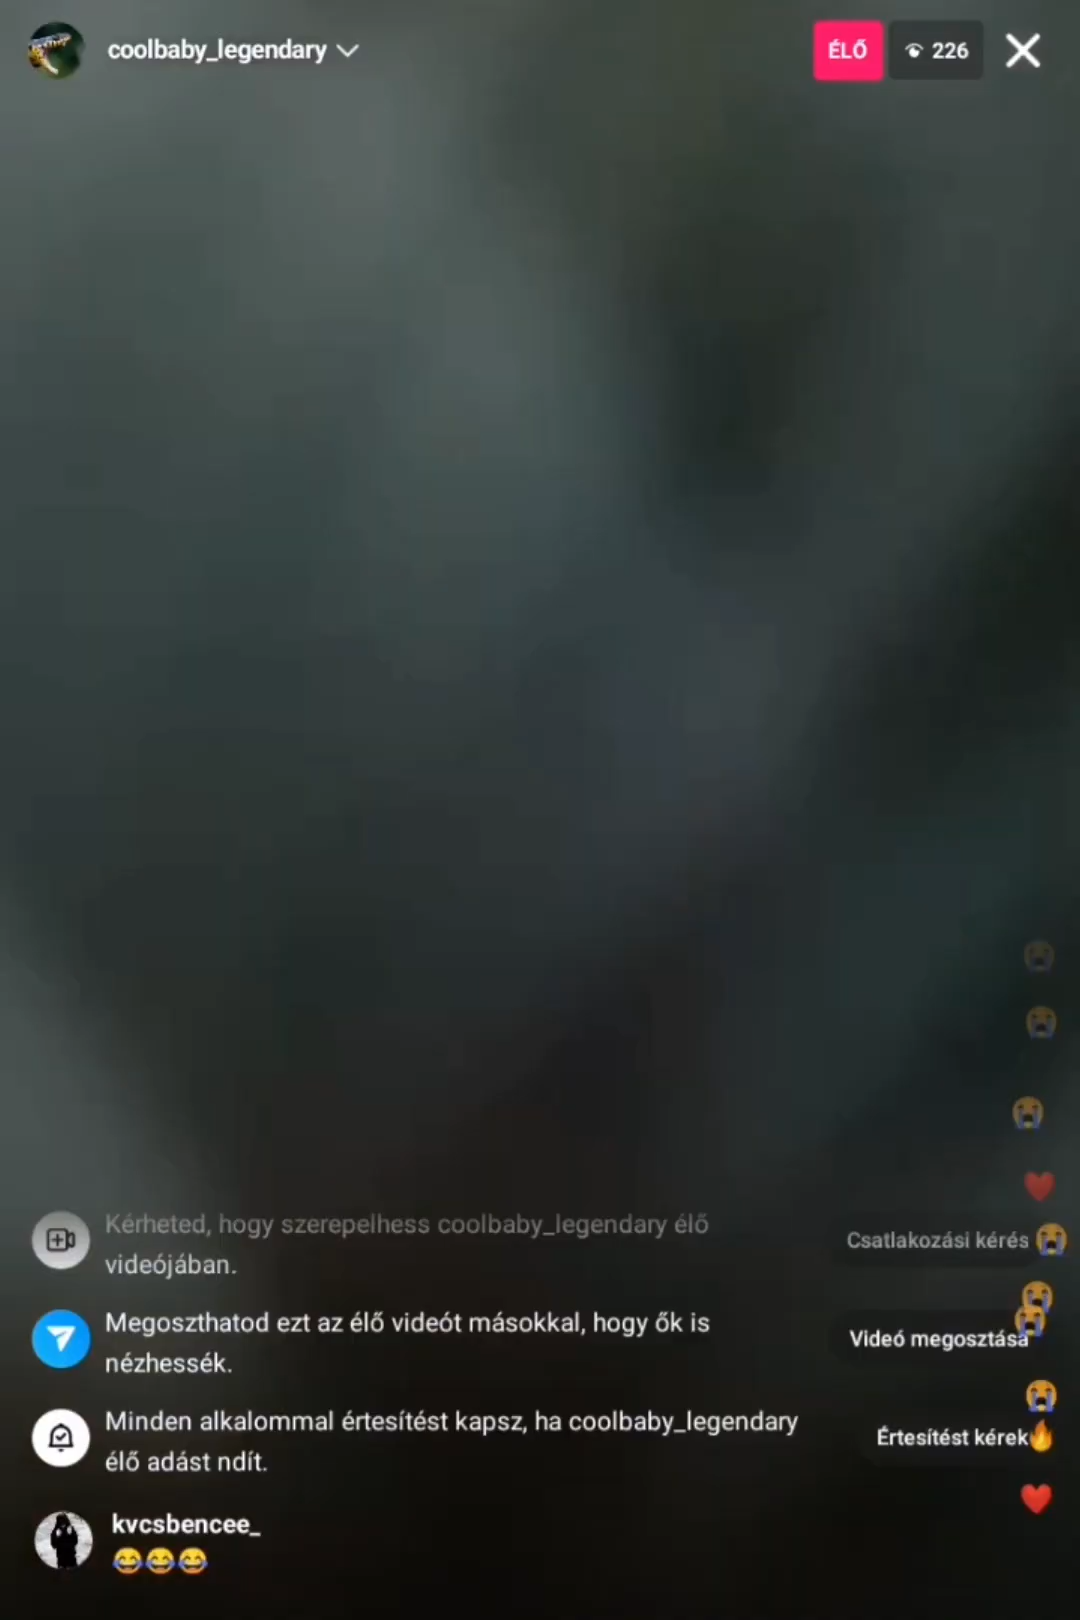 coolbaby_legendary
ÉLŐ
226
Kérheted, hogy szerepelhess coolbaby_legendary élő
videójában.
Csatlakozási kérés
Megoszthatod ezt az élő videót másokkal, hogy ők is
nézhessék.
Videó megosztása
Minden alkalommal értesítést kapsz, ha coolbaby_legendary
élő adást ndít.
Értesítést kérek
kvcsbencee_
😂😂😂